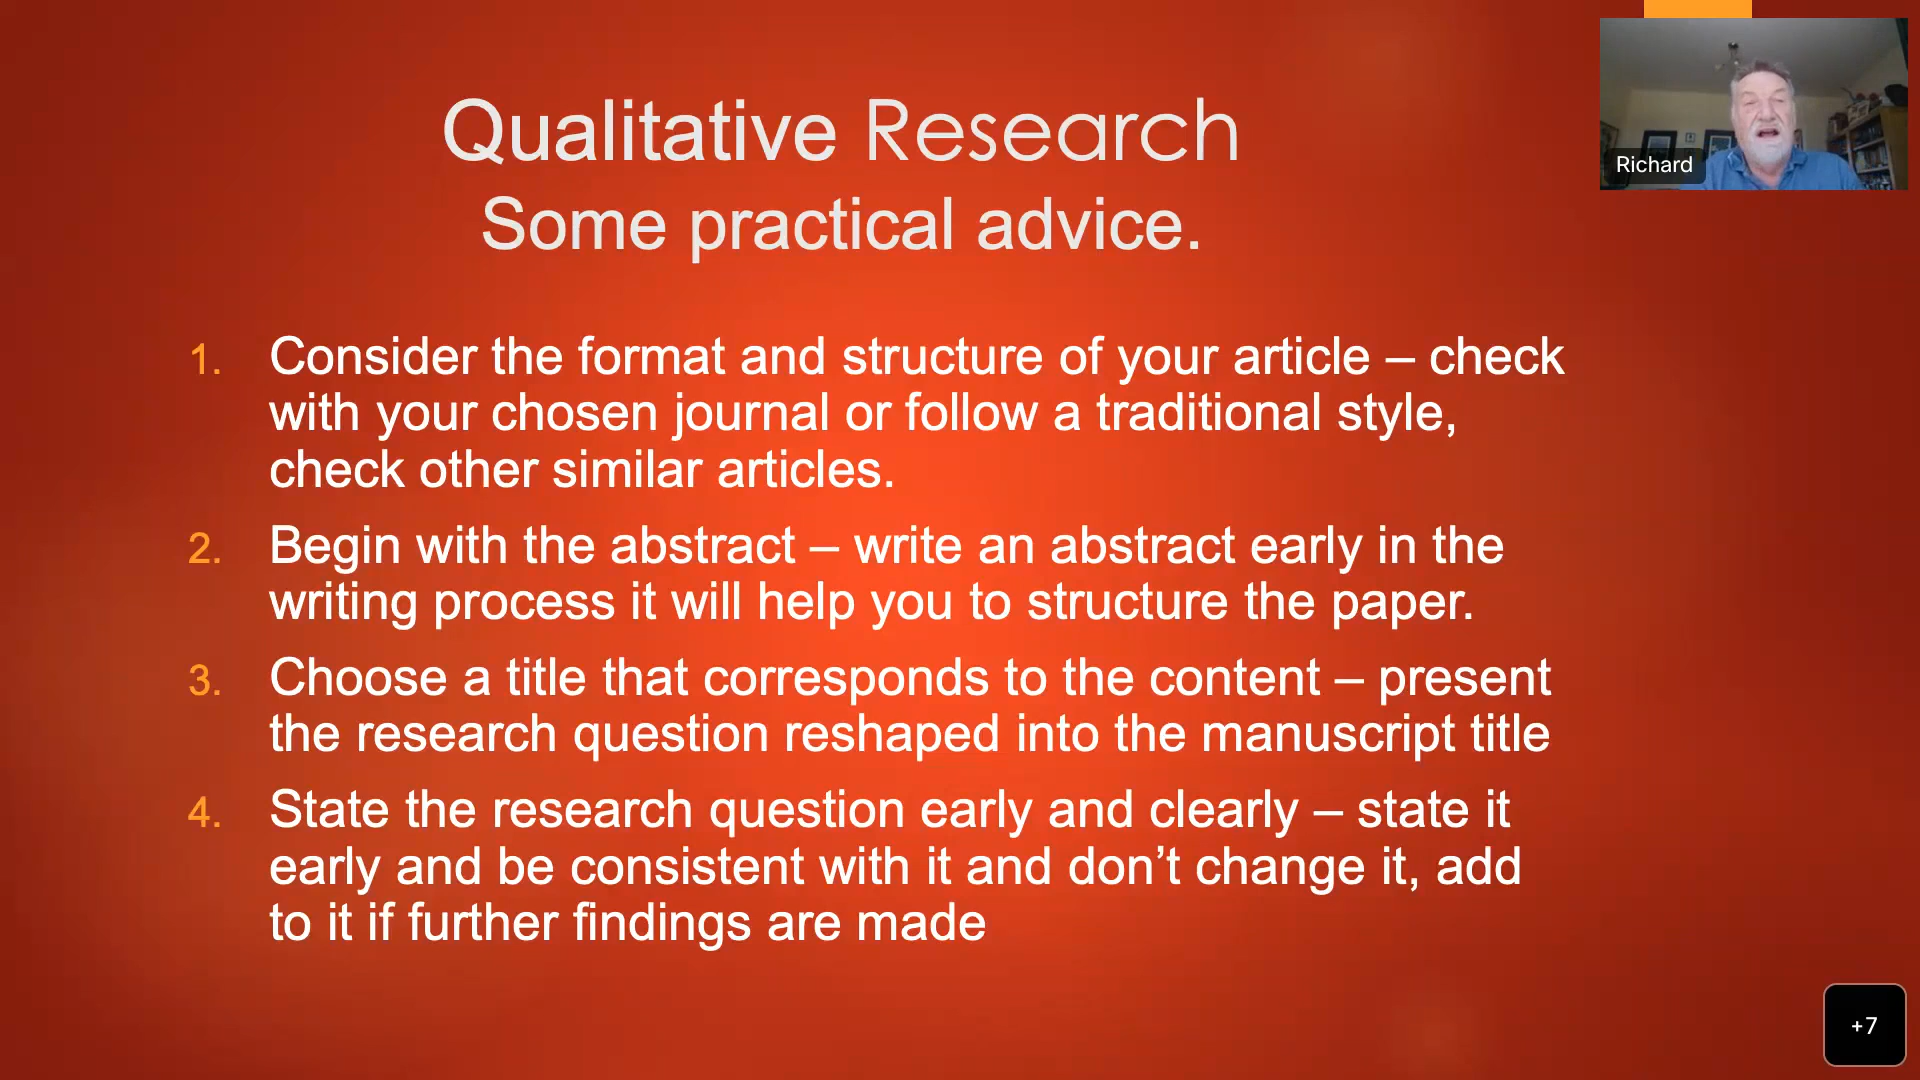 Qualitative Research
Some practical advice.
Richard
1. Consider the format and structure of your article – check
with your chosen journal or follow a traditional style,
check other similar articles.
2. Begin with the abstract – write an abstract early in the
writing process it will help you to structure the paper.
3. Choose a title that corresponds to the content – present
the research question reshaped into the manuscript title
4. State the research question early and clearly – state it
early and be consistent with it and don’t change it, add
to it if further findings are made
+7